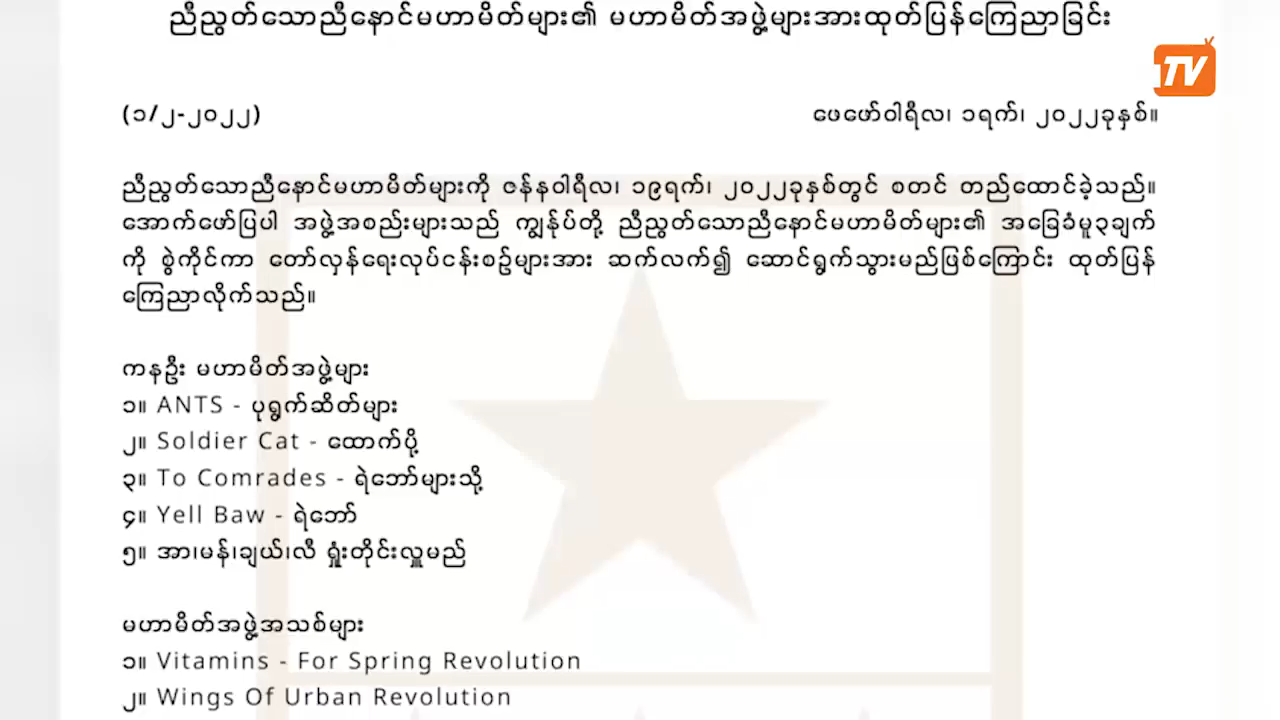 ညီညွတ်သောညီနောင်မဟာမိတ်များ၏ မဟာမိတ်အဖွဲ့များအားထုတ်ပြန်ကြေညာခြင်း
TV
(၁/၂-၂၀၂၂) ဖေဖော်ဝါရီလ၊ ၁ရက်၊ ၂၀၂၂ခုနှစ်။
ညီညွတ်သောညီနောင်မဟာမိတ်များကို ဇန်နဝါရီလ၊ ၁၉ရက်၊ ၂၀၂၂ခုနှစ်တွင် စတင် တည်ထောင်ခဲ့သည်။
အောက်ဖော်ပြပါ အဖွဲ့အစည်းများသည် ကျွန်ုပ်တို့ ညီညွတ်သောညီနောင်မဟာမိတ်များ၏ အခြေခံမူ၃ချက်
ကို စွဲကိုင်ကာ တော်လှန်ရေးလုပ်ငန်းစဉ်များအား ဆက်လက်၍ ဆောင်ရွက်သွားမည်ဖြစ်ကြောင်း ထုတ်ပြန်
ကြေညာလိုက်သည်။
ကနဦး မဟာမိတ်အဖွဲ့များ
၁။ ANTS - ပုရွက်ဆိတ်များ
၂။ Soldier Cat - ထောက်ပို့
၃။ To Comrades - ရဲဘော်များသို့
၄။ Yell Baw - ရဲဘော်
၅။ အာ၊မန်၊ချယ်၊လီ ရှုံးတိုင်းလှူမည်
မဟာမိတ်အဖွဲ့အသစ်များ
၁။ Vitamins - For Spring Revolution
၂။ Wings Of Urban Revolution